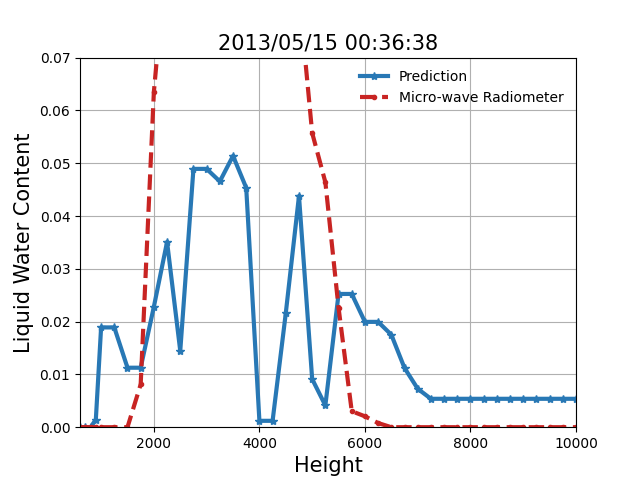 2013/05/15 00:36:38
Prediction
Micro-wave Radiometer
Liquid Water Content
0.07
0.06
0.05
0.04
0.03
0.02
0.01
0.00
2000 4000 6000 8000 10000
Height